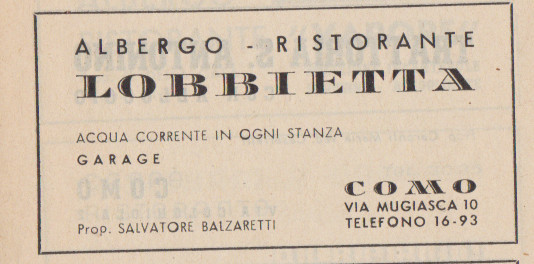 ALBERGO - RISTORANTE
LOBBIETTA
ACQUA CORRENTE IN OGNI STANZA
GARAGE
COMO
VIA MUGIASCA 10
Prop. SALVATORE BALZARETTI TELEFONO 16-93